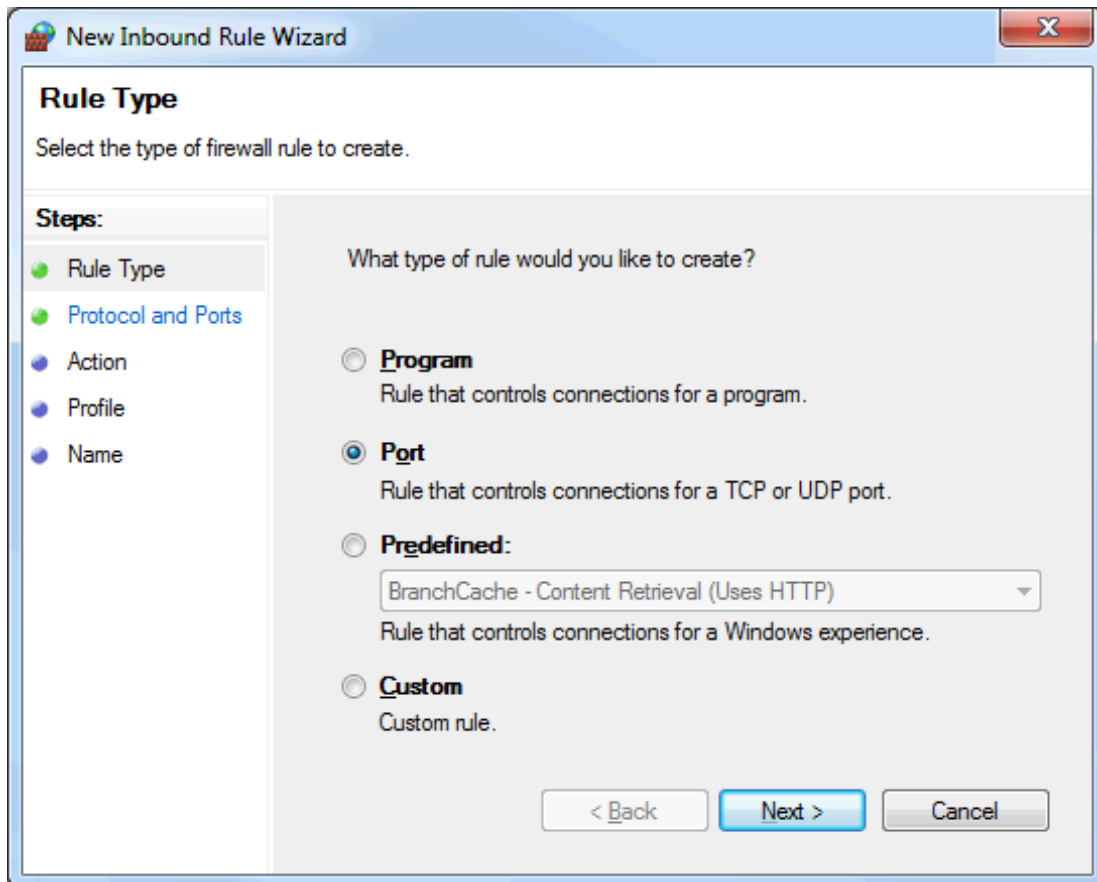 New Inbound Rule Wizard
Rule Type
Select the type of firewall rule to create.
Steps:
Rule Type
Protocol and Ports
Action
Profile
Name
What type of rule would you like to create?
Program
Rule that controls connections for a program.
Port
Rule that controls connections for a TCP or UDP port.
Predefined:
BranchCache - Content Retrieval (Uses HTTP)
Rule that controls connections for a Windows experience.
Custom
Custom rule.
< Back Next > Cancel